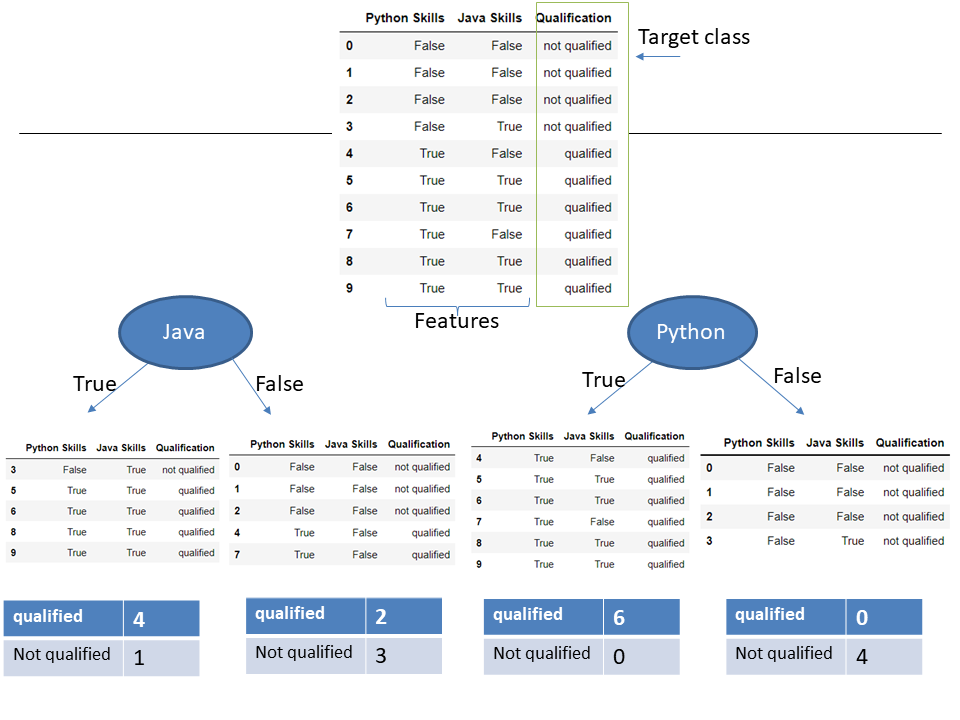 Python Skills Java Skills Qualification
0 False False not qualified
1 False False not qualified
2 False False not qualified
3 False True not qualified
4 True False qualified
5 True True qualified
6 True True qualified
7 True False qualified
8 True True qualified
9 True True qualified
Target class
Features
Java
True
False
Python Skills Java Skills Qualification
3 False True not qualified
5 True True qualified
6 True True qualified
8 True True qualified
9 True True qualified
qualified 4
Not qualified 1
Python Skills Java Skills Qualification
0 False False not qualified
1 False False not qualified
2 False False not qualified
4 True False qualified
7 True False qualified
qualified 2
Not qualified 3
Python
True
False
Python Skills Java Skills Qualification
4 True False qualified
5 True True qualified
6 True True qualified
7 True False qualified
8 True True qualified
9 True True qualified
qualified 6
Not qualified 0
Python Skills Java Skills Qualification
0 False False not qualified
1 False False not qualified
2 False False not qualified
3 False True not qualified
qualified 0
Not qualified 4